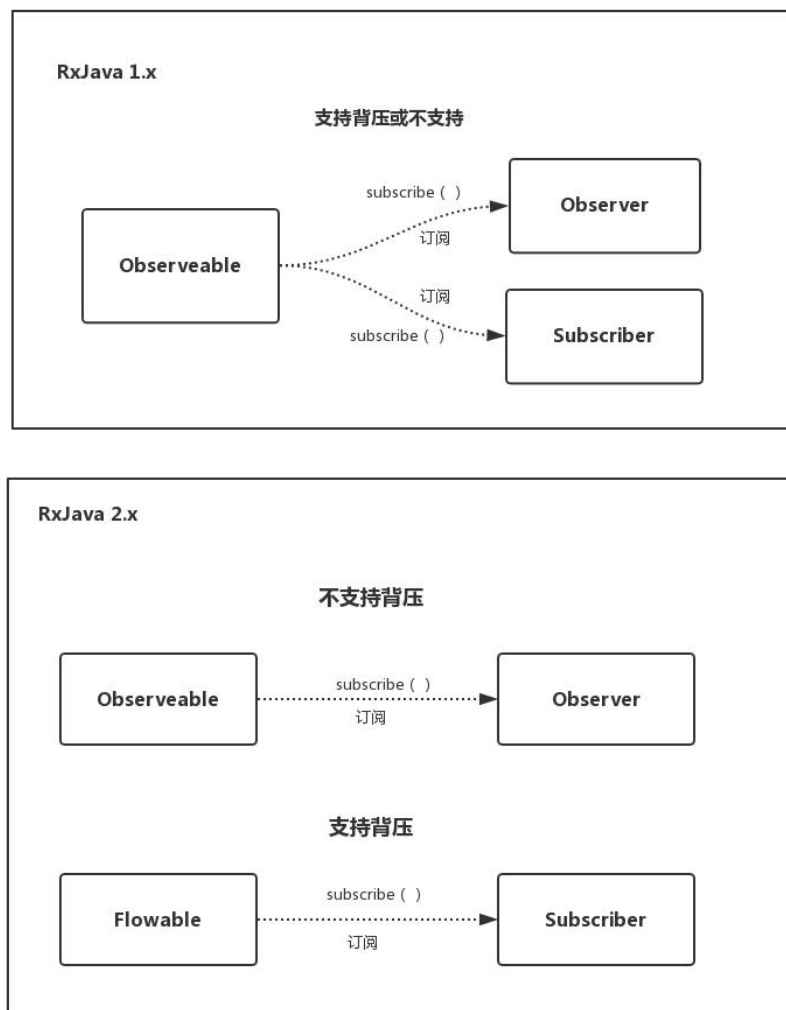 RxJava 1.x
支持背压或不支持
subscribe ( )
Observer
订阅
Observeable
订阅
Subscriber
subscribe ( )
RxJava 2.x
不支持背压
Observeable
subscribe ( )
订阅
Observer
支持背压
Flowable
subscribe ( )
订阅
Subscriber